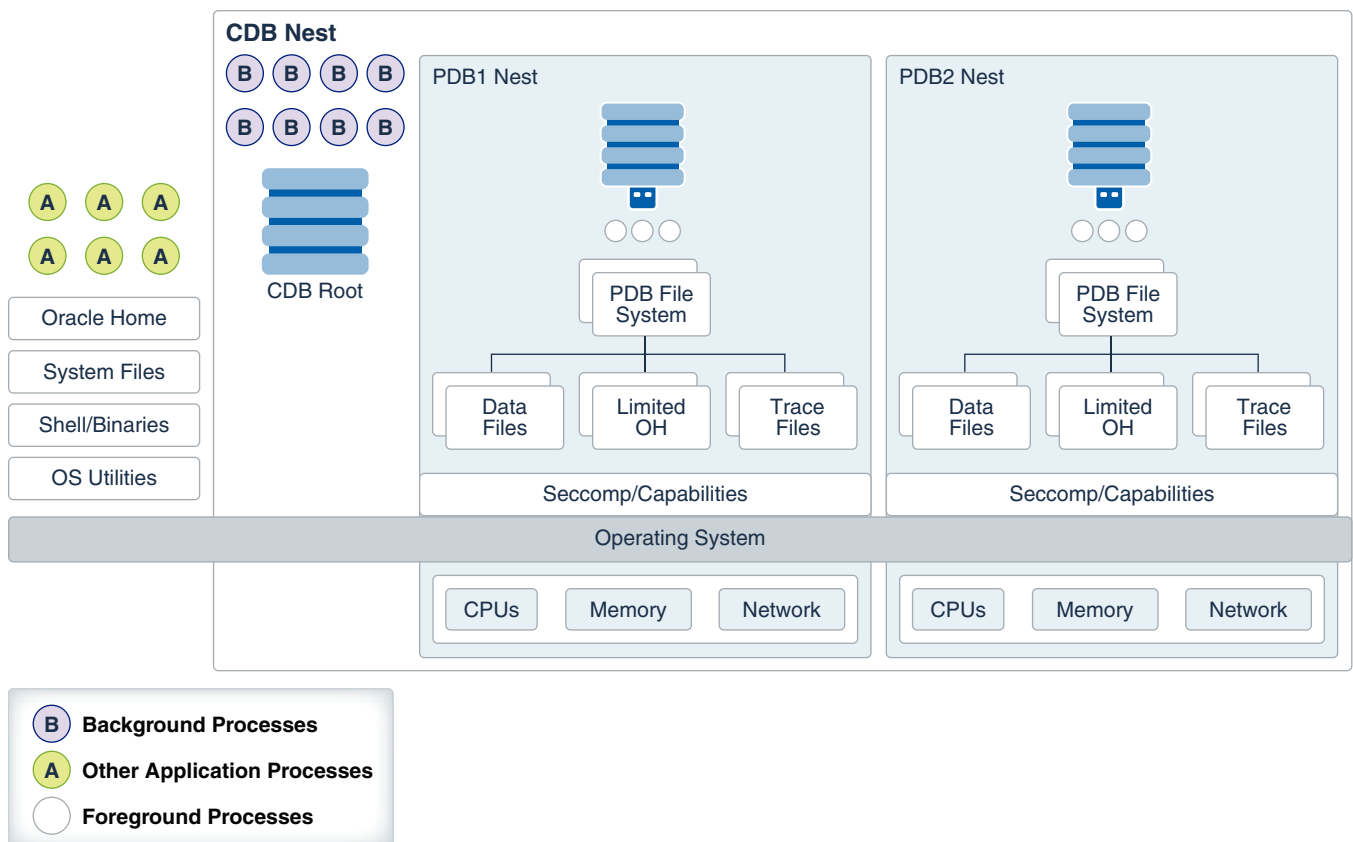 CDB Nest
B B B B
B B B B
CDB Root
A A A
A A A
Oracle Home
System Files
Shell/Binaries
OS Utilities
PDB1 Nest
PDB File
System
Data
Files
Limited
OH
Trace
Files
Seccomp/Capabilities
PDB2 Nest
PDB File
System
Data
Files
Limited
OH
Trace
Files
Seccomp/Capabilities
Operating System
CPUs
Memory
Network
CPUs
Memory
Network
B Background Processes
A Other Application Processes
Foreground Processes